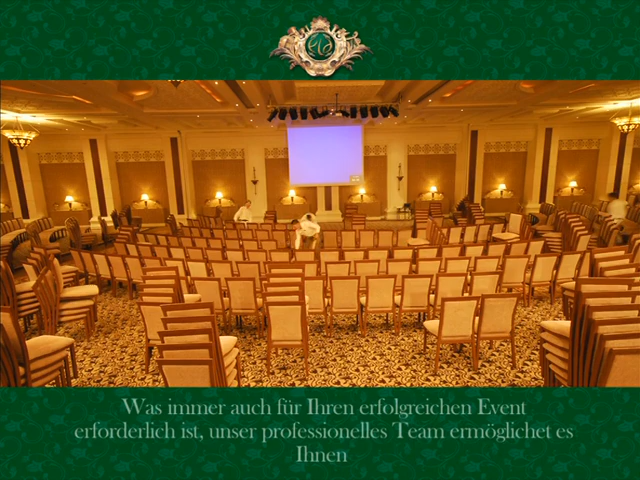 Was immer auch für Ihren erfolgreichen Event
erforderlich ist, unser professionelles Team ermöglichet es
Ihnen